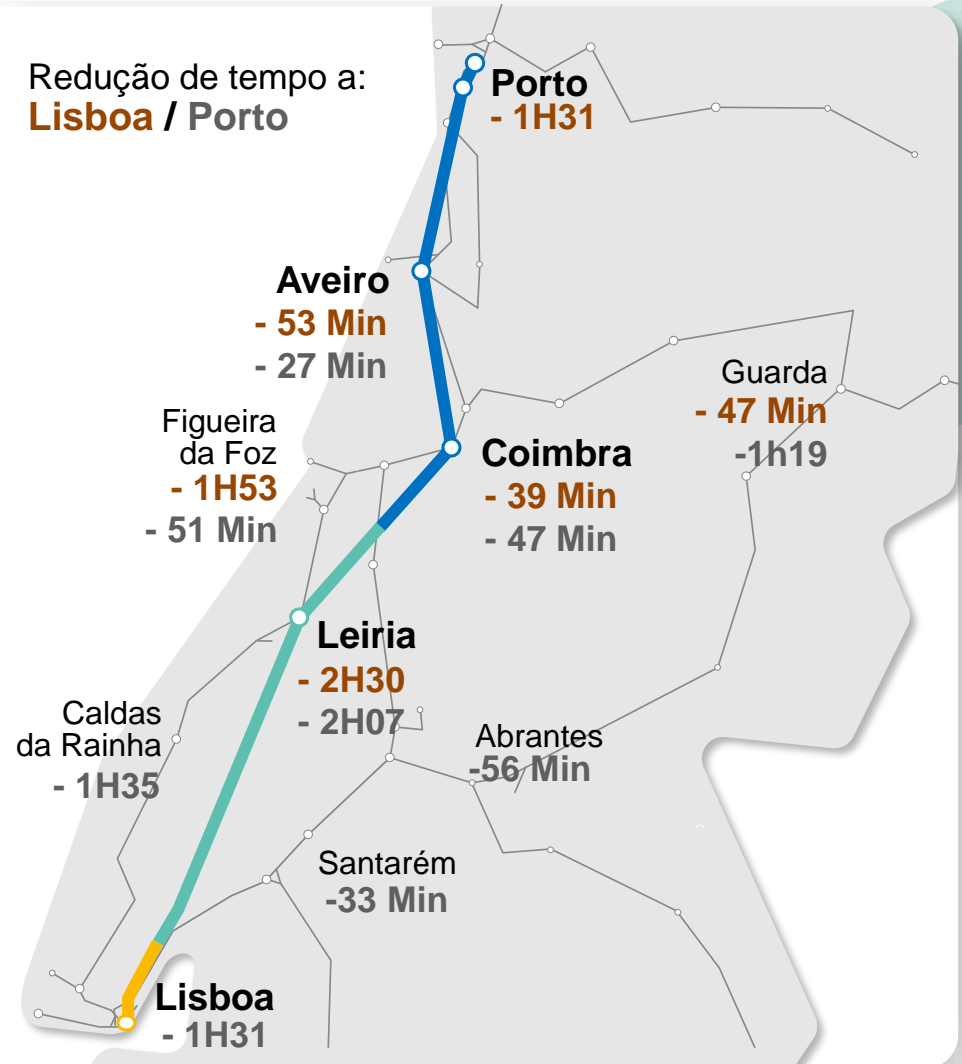 Redução de tempo a:
Lisboa / Porto
Porto
- 1H31
Aveiro
- 53 Min
- 27 Min
Guarda
- 47 Min
-1h19
Figueira
da Foz
- 1H53
- 51 Min
Coimbra
- 39 Min
- 47 Min
Leiria
- 2H30
- 2H07
Caldas
da Rainha
- 1H35
Abrantes
-56 Min
Santarém
-33 Min
Lisboa
- 1H31